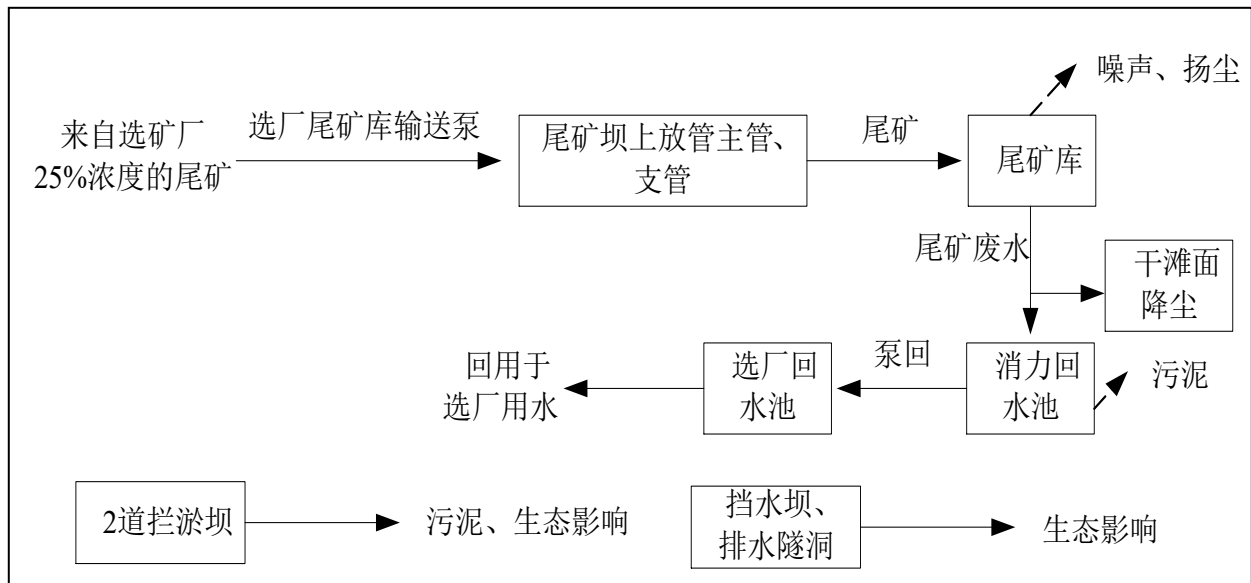 噪声、扬尘
来自选矿厂
25%浓度的尾矿
选厂尾矿库输送泵
尾矿坝上放管主管、
支管
尾矿
尾矿库
尾矿废水
干滩面
降尘
回用于
选厂用水
选厂回
水池
泵回
消力回
水池
污泥
2道拦淤坝
污泥、生态影响
挡水坝、
排水隧洞
生态影响